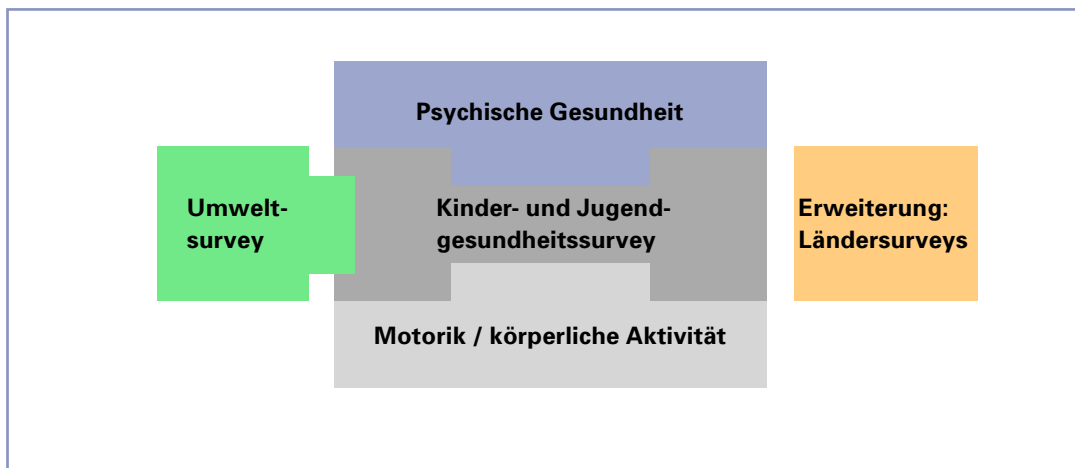 Psychische Gesundheit
Umwelt-
survey
Kinder- und Jugend-
gesundheitssurvey
Erweiterung:
Ländersurveys
Motorik / körperliche Aktivität